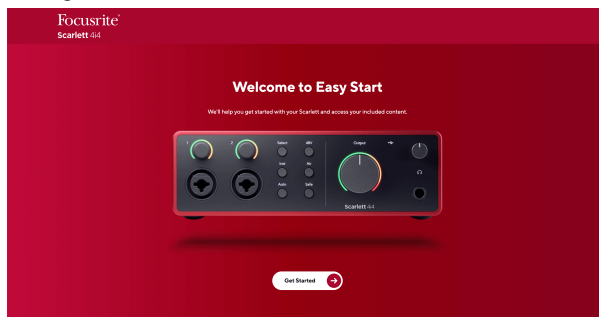 Focusrite®
Scarlett 4i4
Welcome to Easy Start
We'll help you get started with your Scarlett and access your included content.
1 2 Select 48V Output
Inst Air
Auto Safe
Scarlett 4i4
Get Started